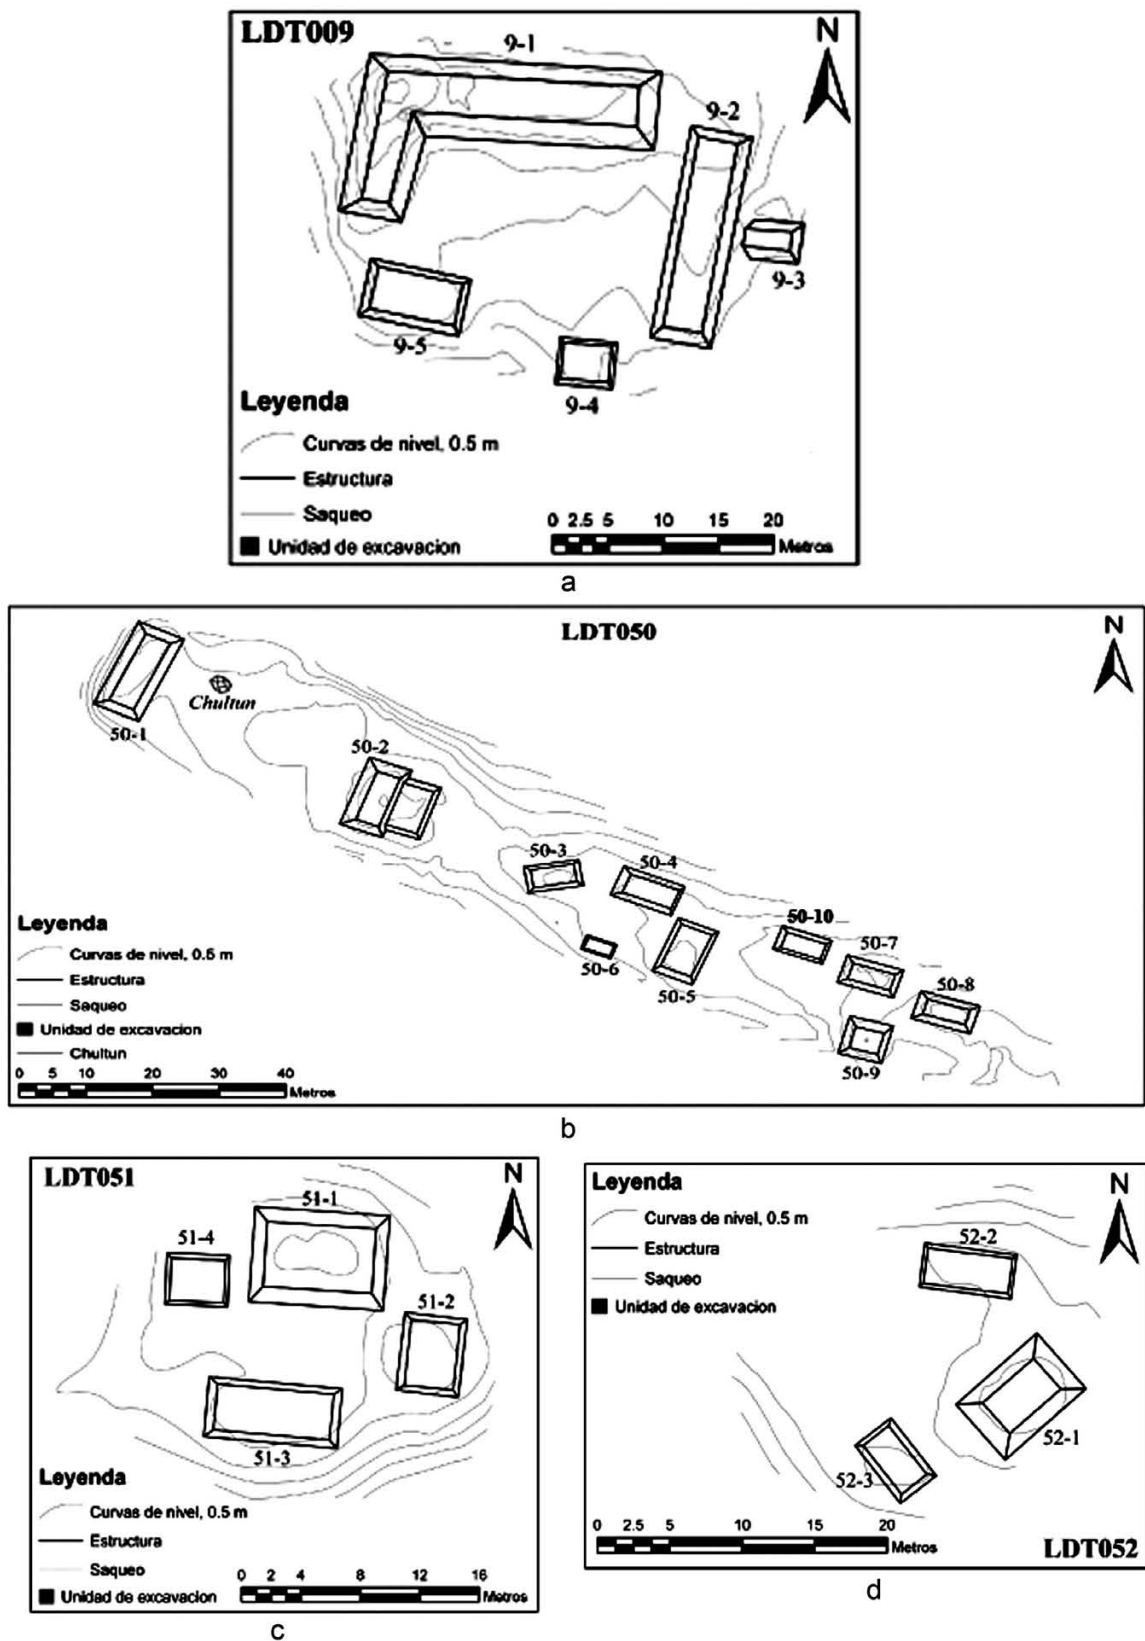 LDT009
N
9-1
9-2
9-3
9-5
9-4
Leyenda
Curvas de nivel, 0.5 m
Estructura
Saqueo
Unidad de excavacion
0 2.5 5 10 15 20
Metros
a
LDT050
N
Chultun
50-1
50-2
50-3
50-4
50-10
50-7
50-6
50-5
50-8
50-9
Leyenda
Curvas de nivel, 0.5 m
Estructura
Saqueo
Unidad de excavacion
Chultun
0 5 10 20 30 40
Metros
b
LDT051
N
51-1
51-4
51-2
51-3
Leyenda
Curvas de nivel, 0.5 m
Estructura
Saqueo
Unidad de excavacion
0 2 4 8 12 16
Metros
c
Leyenda
Curvas de nivel, 0.5 m
Estructura
Saqueo
Unidad de excavacion
N
52-2
52-1
52-3
0 2.5 5 10 15 20
Metros
LDT052
d